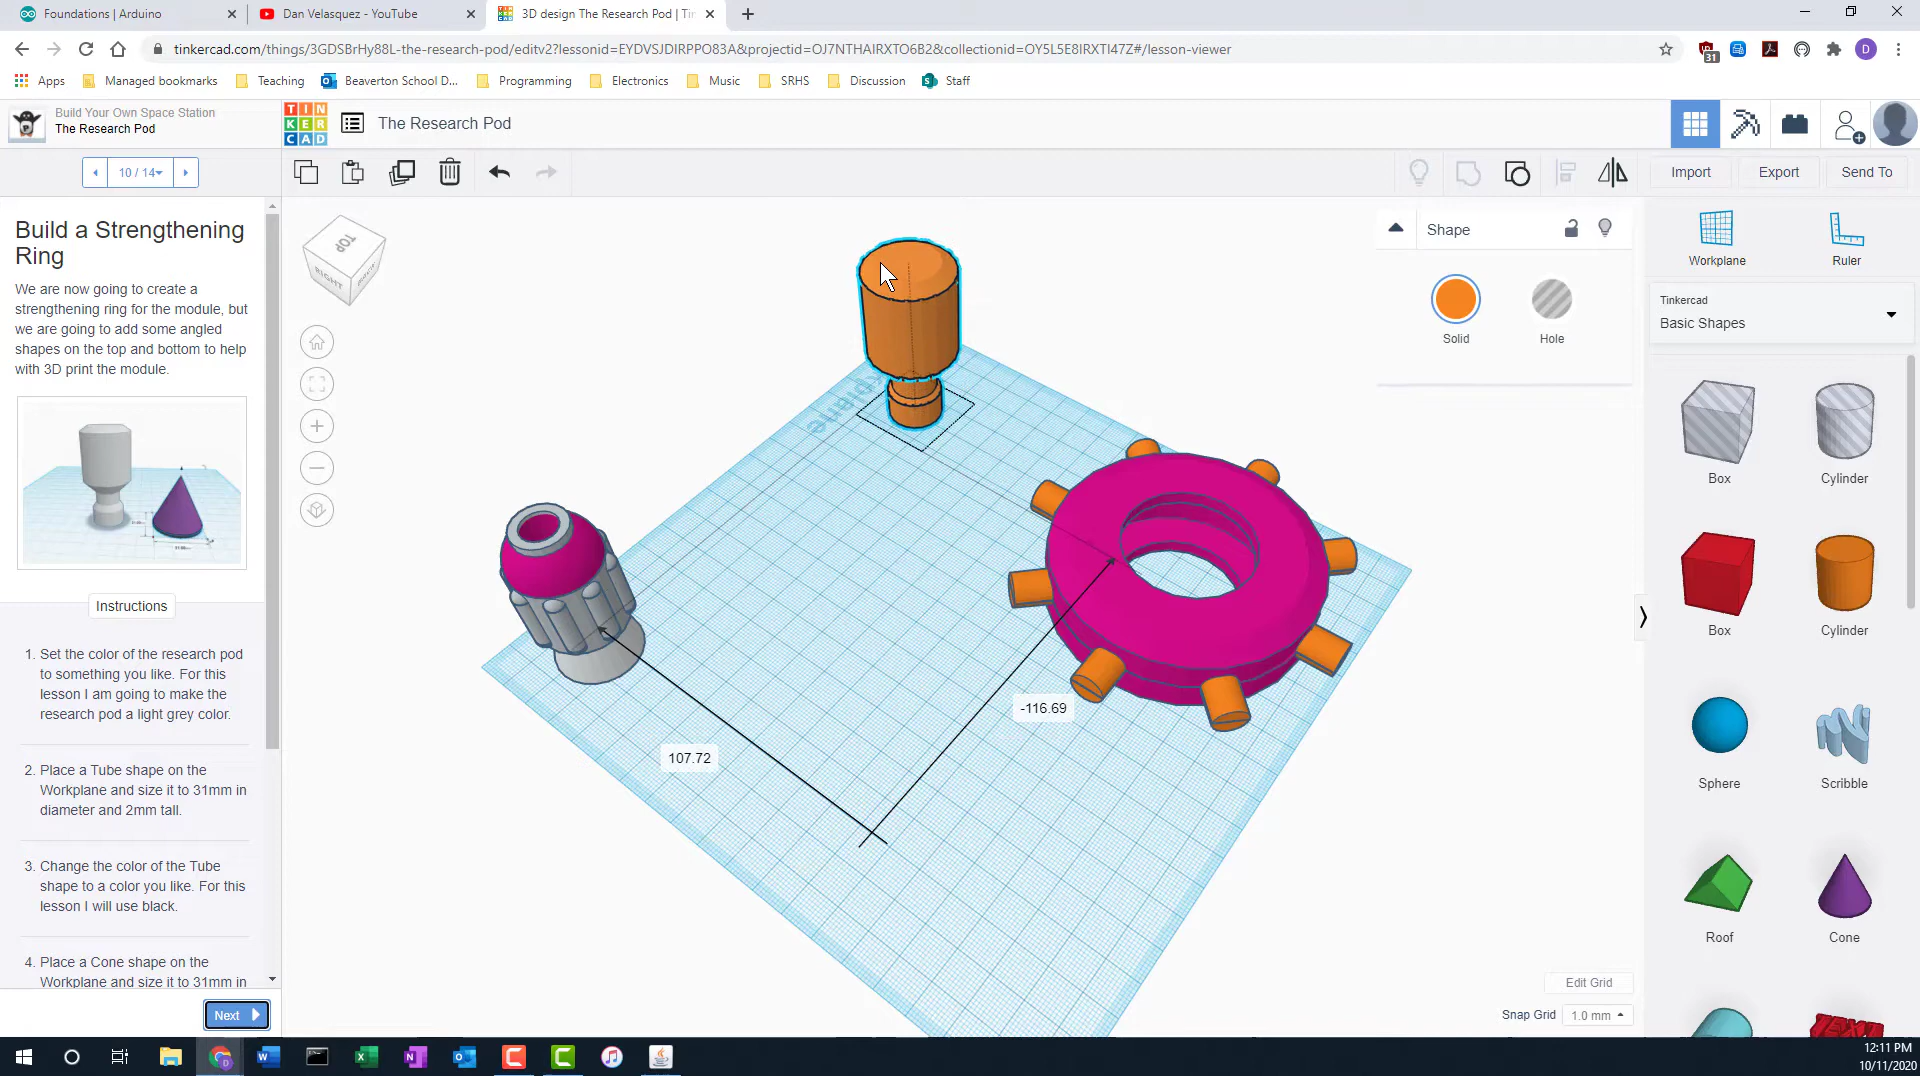 Foundations | Arduino
Dan Velasquez - YouTube
3D design The Research Pod | Tin
tinkercad.com/things/3GDSBrHy88L-the-research-pod/editv2?lessonid=EYDVSJDIRPPO83A&projectid=OJ7NTHAIRXTO6B2&collectionid=OY5L5E8IRXTI47Z#/lesson-viewer
31
D
Apps
Managed bookmarks
Teaching
Beaverton School D...
Programming
Electronics
Music
SRHS
Discussion
Staff
Build Your Own Space Station
The Research Pod
TIN
KER
CAD
The Research Pod
10 / 14
Import
Export
Send To
Build a Strengthening
Ring
We are now going to create a
strengthening ring for the module, but
we are going to add some angled
shapes on the top and bottom to help
with 3D print the module.
Instructions
1. Set the color of the research pod
to something you like. For this
lesson I am going to make the
research pod a light grey color.
2. Place a Tube shape on the
Workplane and size it to 31mm in
diameter and 2mm tall.
3. Change the color of the Tube
shape to a color you like. For this
lesson I will use black.
4. Place a Cone shape on the
Workplane and size it to 31mm in
Next
TOP
RIGHT
BACK
-116.69
107.72
Shape
Solid
Hole
Workplane
Ruler
Tinkercad
Basic Shapes
Box
Cylinder
Box
Cylinder
Sphere
Scribble
Roof
Cone
TEXT
Edit Grid
Snap Grid
1.0 mm
12:11 PM
10/11/2020